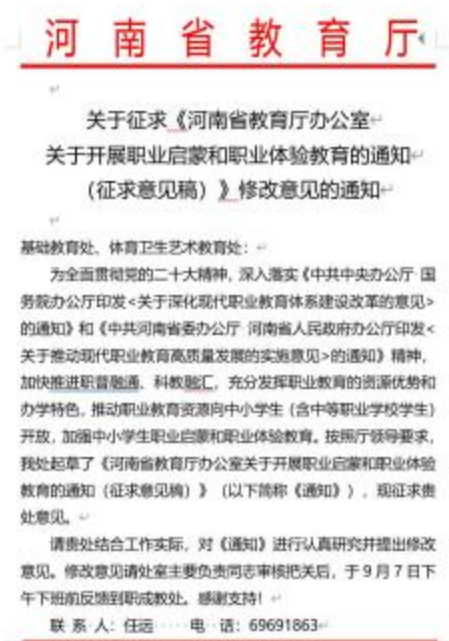 河南省教育厅
关于征求《河南省教育厅办公室
关于开展职业启蒙和职业体验教育的通知
（征求意见稿）》修改意见的通知
基础教育处、体育卫生艺术教育处：
为全面贯彻党的二十大精神，深入落实《中共中央办公厅 国
务院办公厅印发<关于深化现代职业教育体系建设改革的意见>
的通知》和《中共河南省委办公厅 河南省人民政府办公厅印发<
关于推动现代职业教育高质量发展的实施意见>的通知》精神，
加快推进职普融通、科教融汇，充分发挥职业教育的资源优势和
办学特色，推动职业教育资源向中小学生（含中等职业学校学生）
开放，加强中小学生职业启蒙和职业体验教育。按照厅领导要求，
我处起草了《河南省教育厅办公室关于开展职业启蒙和职业体验
教育的通知（征求意见稿）》（以下简称《通知》），现征求贵
处意见。
请贵处结合工作实际，对《通知》进行认真研究并提出修改
意见。修改意见请处室主要负责同志审核把关后，于9月7日下
午下班前反馈到职成教处。感谢支持！
联 系 人：任远 电 话：69691863